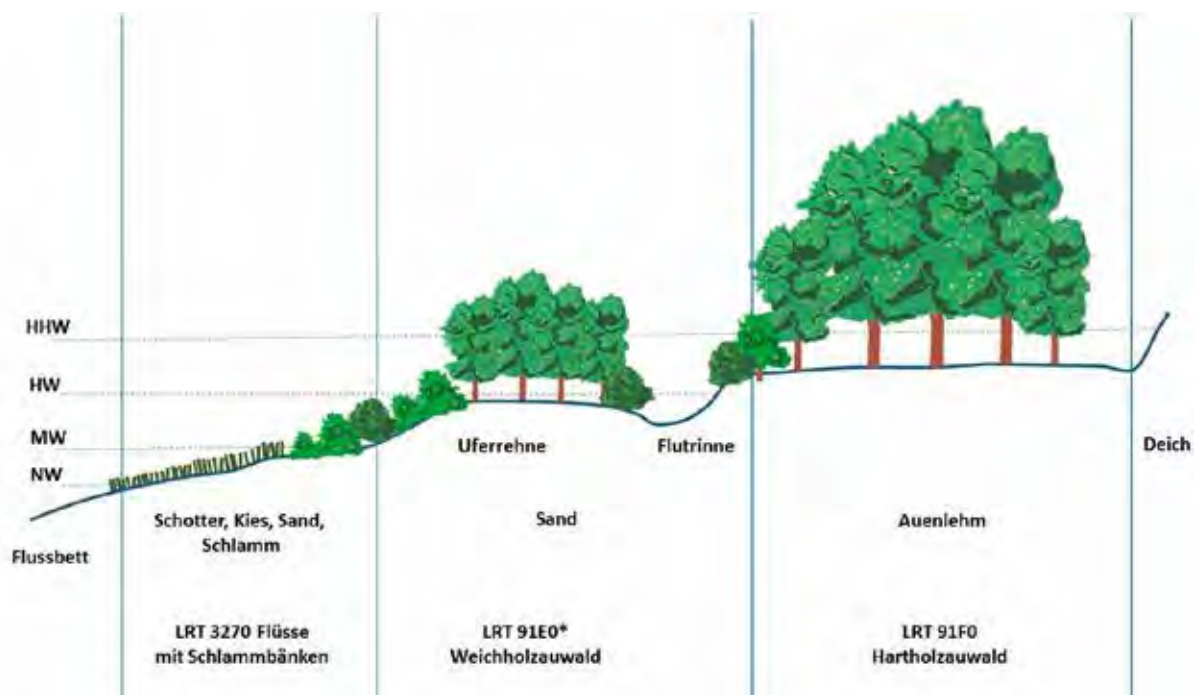 HHW
HW
MW
NW
Uferrehne
Flutrinne
Deich
Schotter, Kies, Sand,
Schlamm
Sand
Auenlehm
Flussbett
LRT 3270 Flüsse
mit Schlammbänken
LRT 91E0*
Weichholzauwald
LRT 91F0
Hartholzauwald